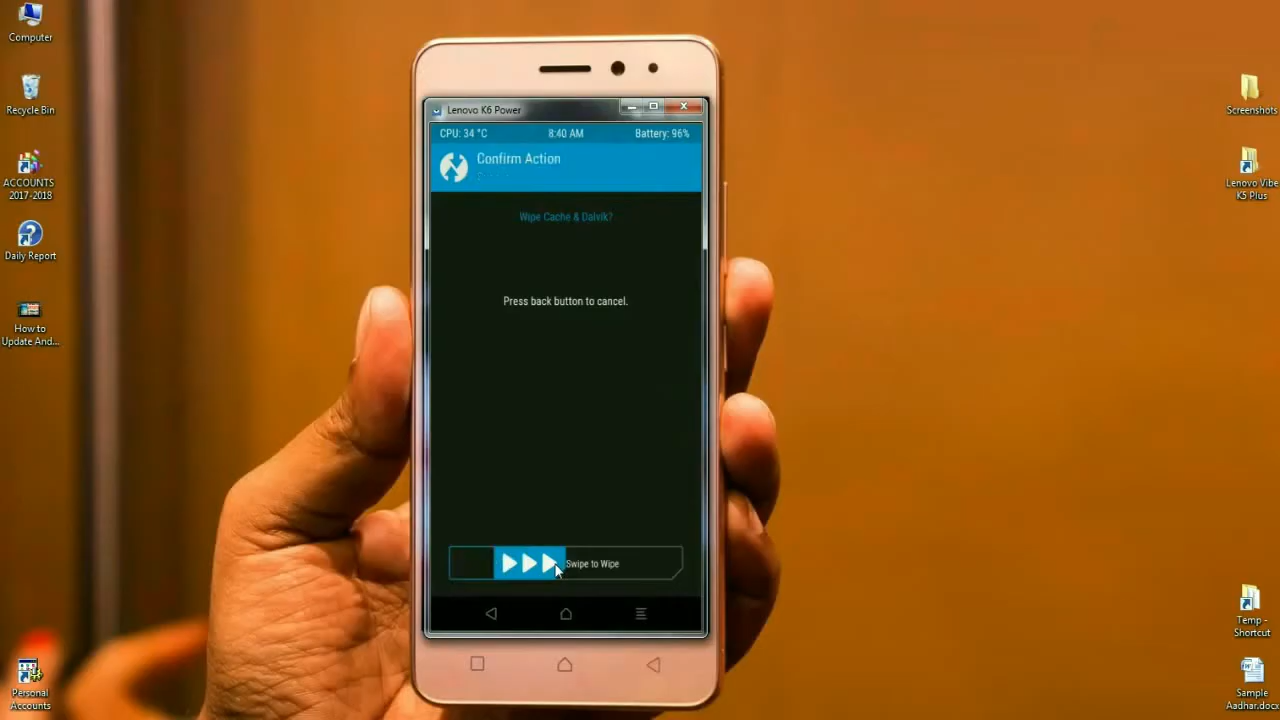 Computer
Recycle Bin
ACCOUNTS
2017-2018
Daily Report
How to
Update And...
Personal
Accounts
Lenovo K6 Power
CPU: 34 °C
8:40 AM
Battery: 96%
Confirm Action
Wipe Cache & Dalvik?
Press back button to cancel.
Swipe to Wipe
Screenshots
Lenovo Vibe
K5 Plus
Temp -
Shortcut
Sample
Aadhar.docx